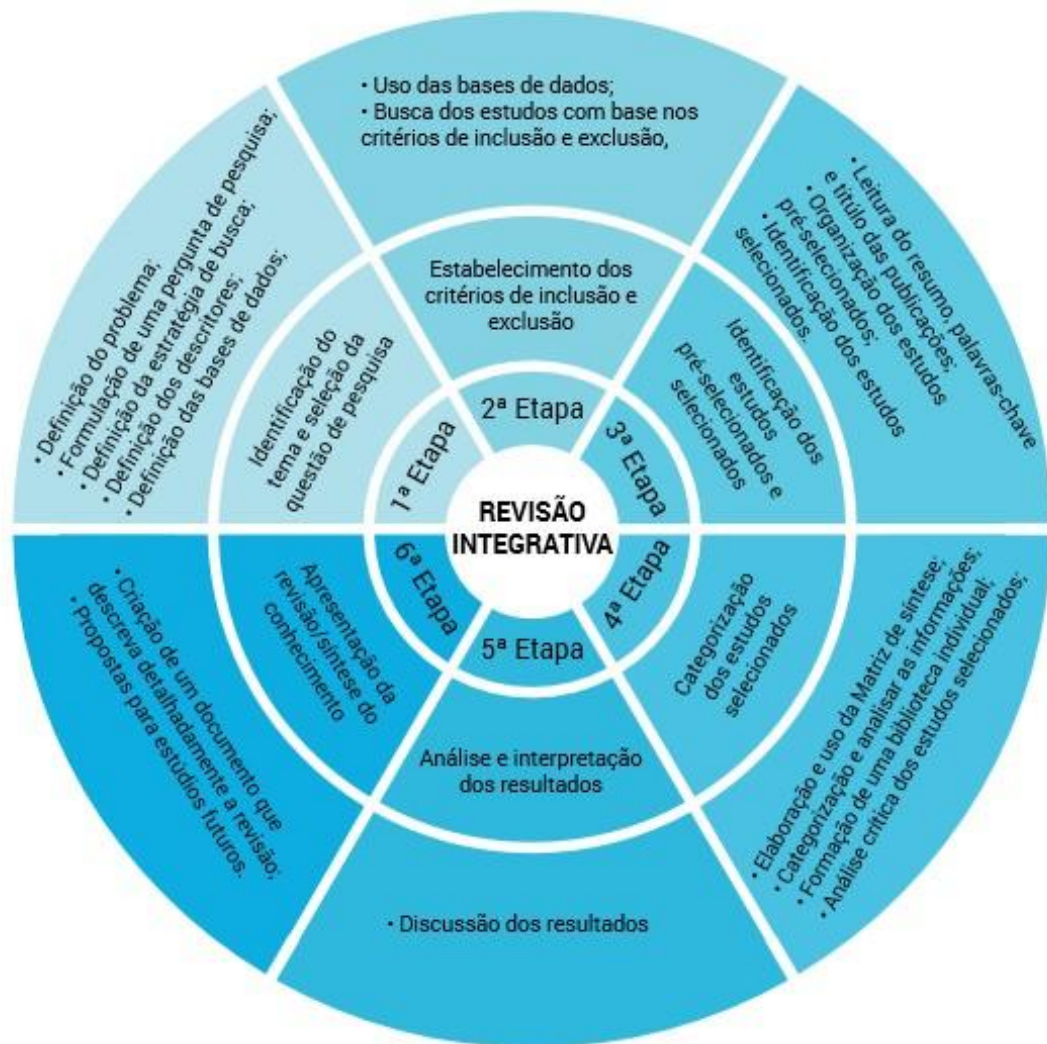 REVISÃO
INTEGRATIVA
1ª Etapa
Identificação do
tema e seleção da
questão de pesquisa
• Definição do problema;
• Formulação de uma pergunta de pesquisa;
• Definição da estratégia de busca;
• Definição dos descritores;
• Definição das bases de dados;
2ª Etapa
Estabelecimento dos
critérios de inclusão e
exclusão
• Uso das bases de dados;
• Busca dos estudos com base nos
critérios de inclusão e exclusão,
3ª Etapa
Identificação dos
estudos
pré-selecionados e
selecionados
• Leitura do resumo, palavras-chave
e titúlo das publicações;
• Organização dos estudos
pré-selecionados;
• Identificação dos estudos
selecionados.
4ª Etapa
Categorização
dos estudos
selecionados
• Elaboração e uso da Matriz de síntese;
• Categorização e analisar as informações;
• Formação de uma biblioteca individual;
• Análise crítica dos estudos selecionados;
5ª Etapa
Análise e interpretação
dos resultados
• Discussão dos resultados
6ª Etapa
Apresentação da
revisão/síntese do
conhecimento
• Criação de um documento que
descreva detalhadamente a revisão;
• Propostas para estúdios futuros.